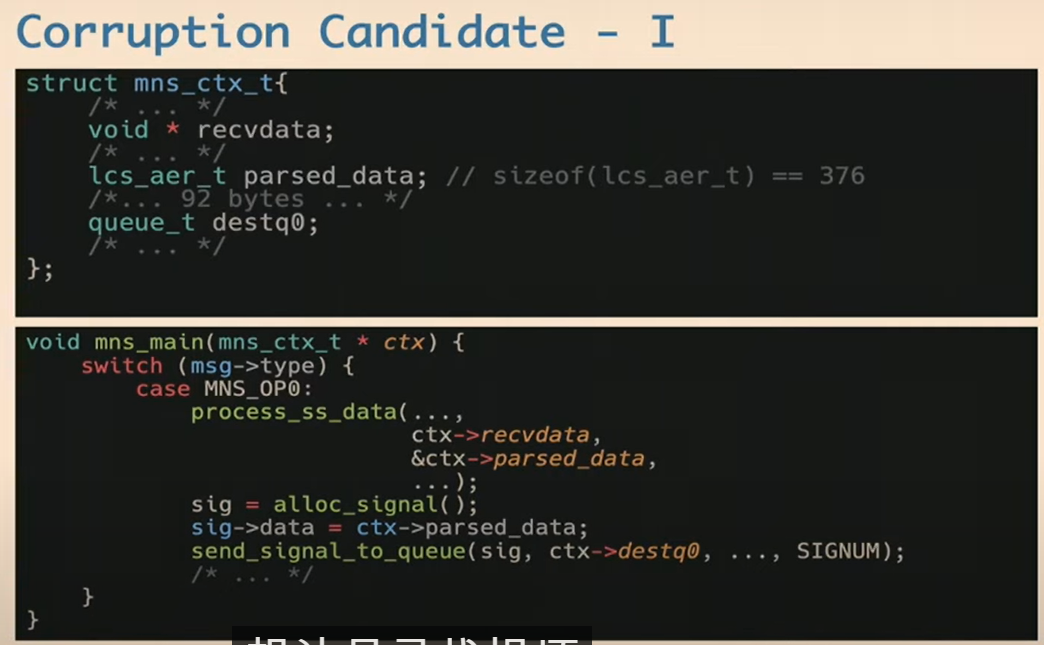 Corruption Candidate - I
struct mns_ctx_t{
/* ... */
void * recvdata;
/* ... */
lcs_aer_t parsed_data; // sizeof(lcs_aer_t) == 376
/*... 92 bytes ... */
queue_t destq0;
/* ... */
};
void mns_main(mns_ctx_t * ctx) {
switch (msg->type) {
case MNS_OP0:
process_ss_data(...,
ctx->recvdata,
&ctx->parsed_data,
...);
sig = alloc_signal();
sig->data = ctx->parsed_data;
send_signal_to_queue(sig, ctx->destq0, ..., SIGNUM);
/* ... */
}
}